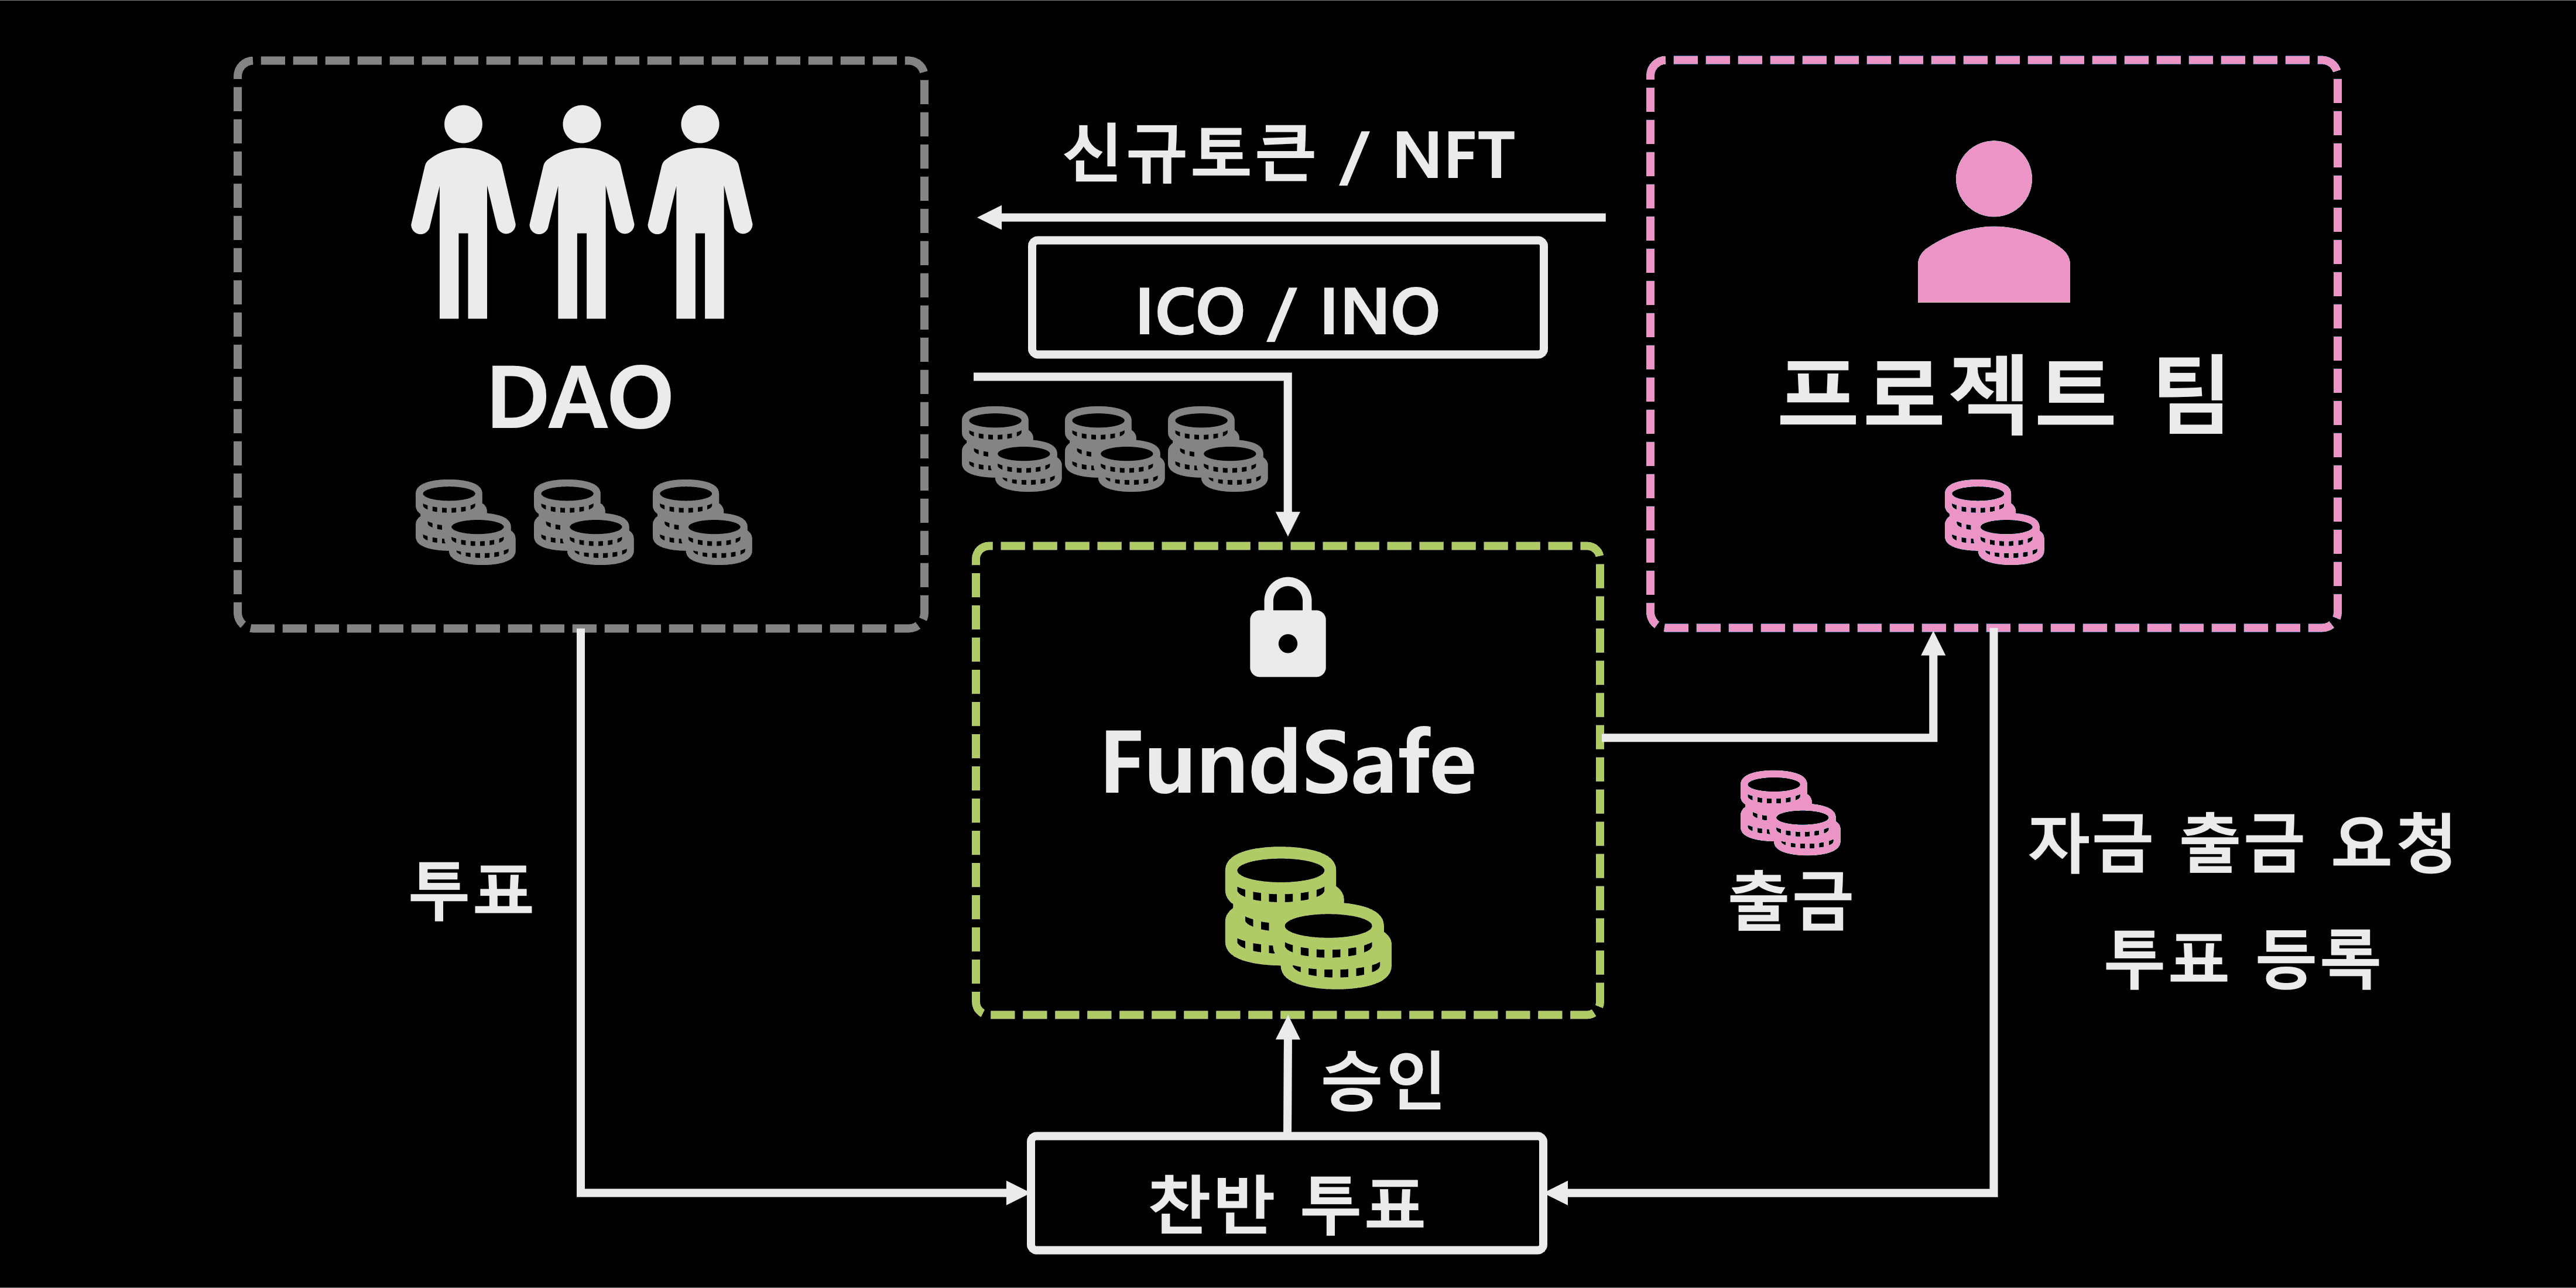 신규토큰 / NFT
ICO / INO
DAO
프로젝트 팀
FundSafe
투표
출금
자금 출금 요청
투표 등록
승인
찬반 투표